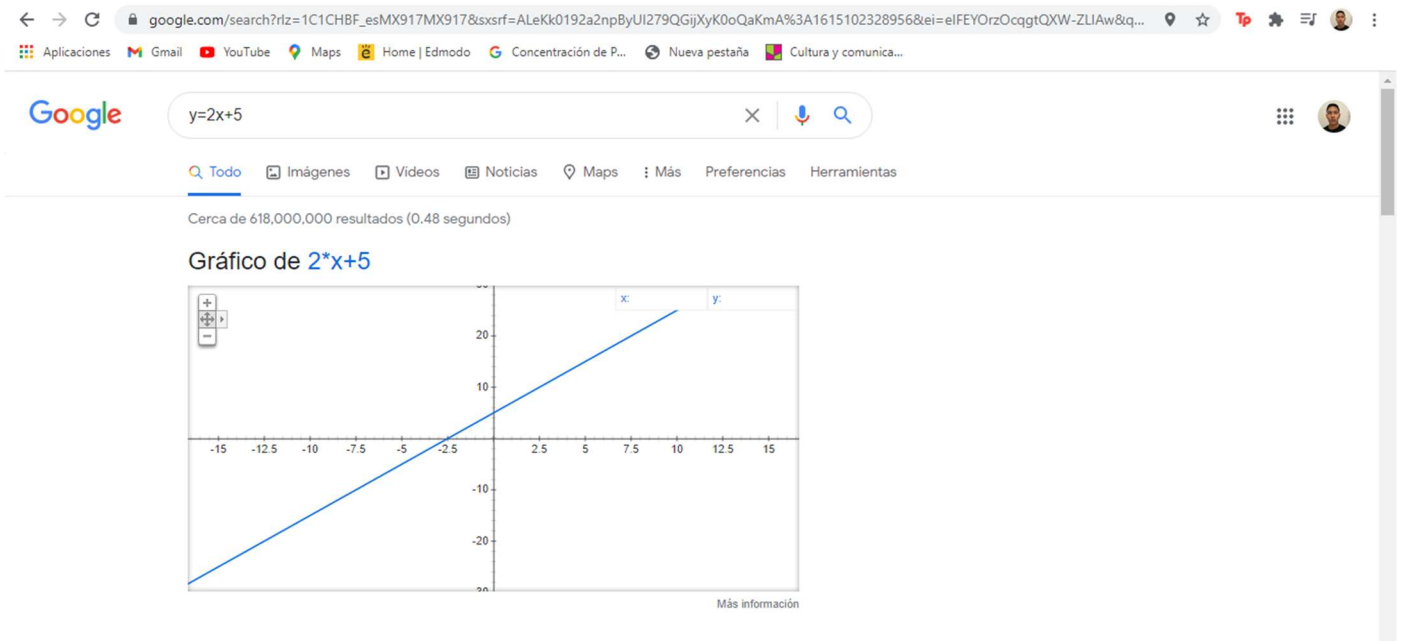 google.com/search?rlz=1C1CHBF_esMX917MX917&sxsrf=ALeKk0192a2npByUI279QGijXyK0oQaKmA%3A1615102328956&ei=eIFEYOrzOcqgtQXW-ZLIAw&q...
Tp
Aplicaciones Gmail YouTube Maps ë Home | Edmodo G Concentración de P... Nueva pestaña Cultura y comunica...
Google y=2x+5
Todo Imágenes Videos Noticias Maps Más Preferencias Herramientas
Cerca de 618,000,000 resultados (0.48 segundos)
Gráfico de 2*x+5
x: y:
20
10
-15 -12.5 -10 -7.5 -5 -2.5 2.5 5 7.5 10 12.5 15
-10
-20
Más información